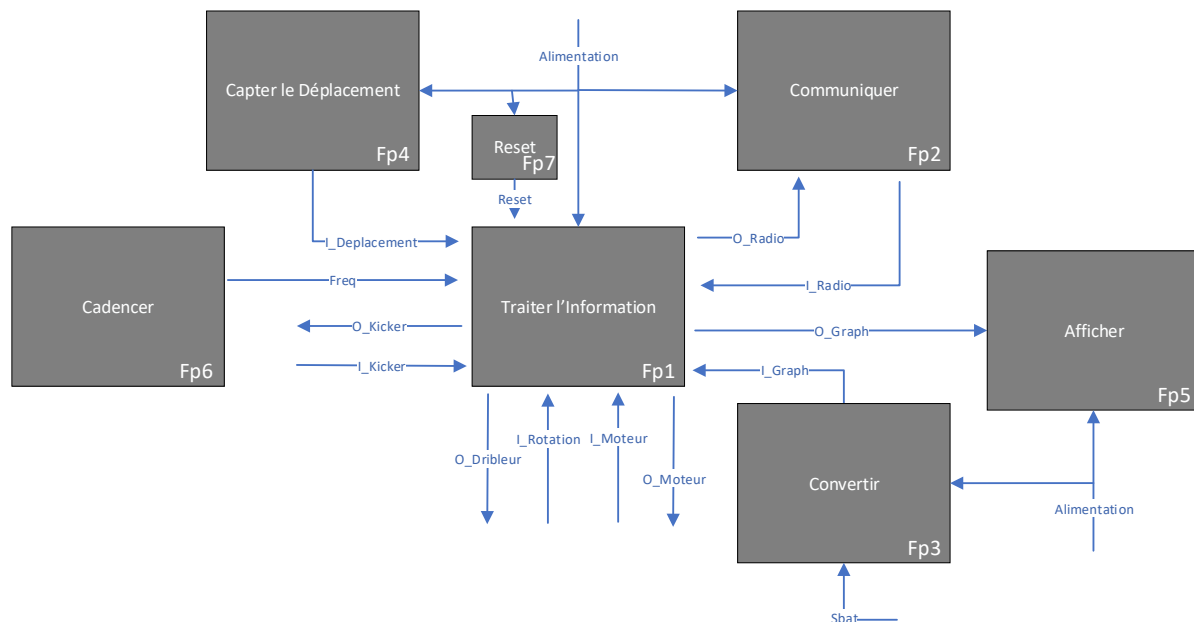 Alimentation
Capter le Déplacement
Fp4
Communiquer
Fp2
Reset
Fp7
Reset
O_Radio
I_Deplacement
Cadencer
Fp6
Freq
I_Radio
Traiter l’Information
Fp1
O_Kicker
O_Graph
Afficher
Fp5
I_Kicker
I_Graph
I_Rotation
I_Moteur
O_Dribleur
O_Moteur
Convertir
Fp3
Alimentation
Sbat